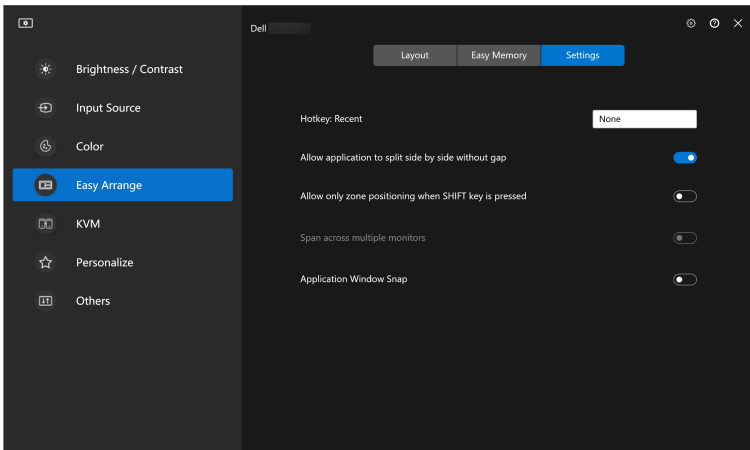 Dell
Brightness / Contrast
Input Source
Color
Easy Arrange
KVM
Personalize
Others
Layout
Easy Memory
Settings
Hotkey: Recent
None
Allow application to split side by side without gap
Allow only zone positioning when SHIFT key is pressed
Span across multiple monitors
Application Window Snap